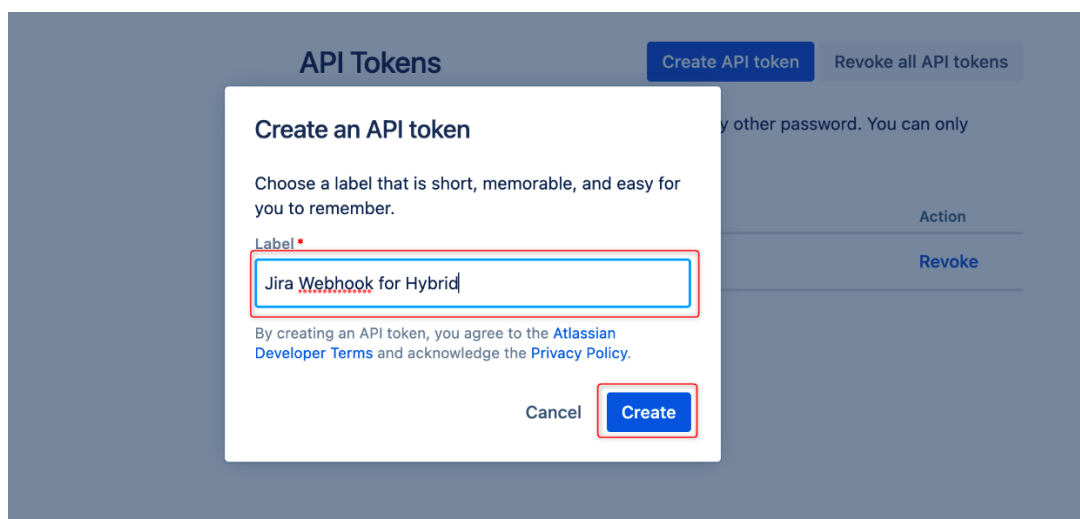 API Tokens
Create API token
Revoke all API tokens
y other password. You can only
Create an API token
Choose a label that is short, memorable, and easy for
you to remember.
Label *
Jira Webhook for Hybrid
By creating an API token, you agree to the Atlassian
Developer Terms and acknowledge the Privacy Policy.
Cancel
Create
Action
Revoke